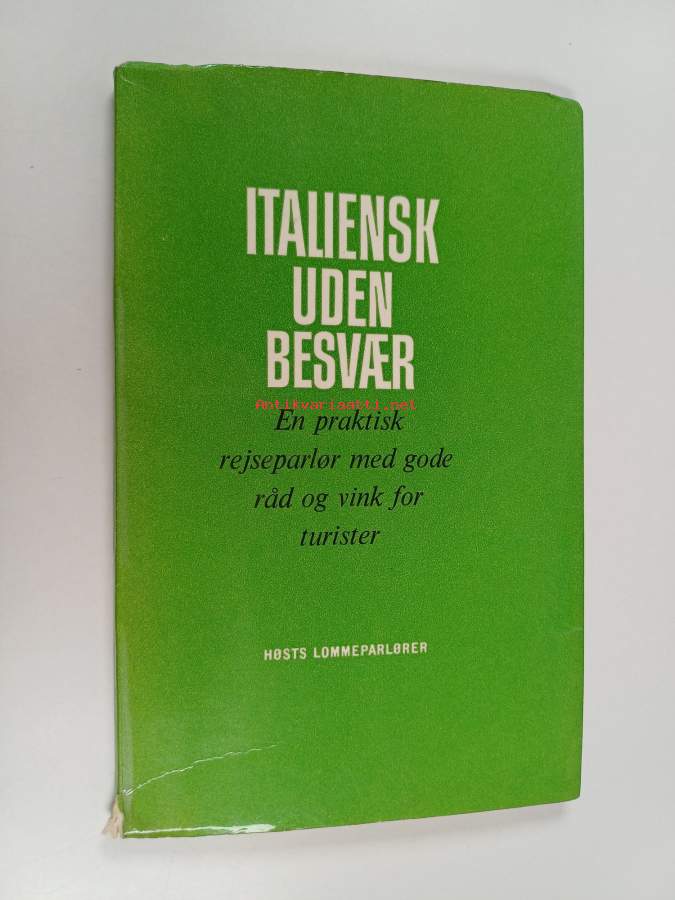 ITALIENSK
UDEN
BESVÆR
Antikvariaatti.net
En praktisk
rejseparlør med gode
råd og vink for
turister
HØSTS LOMMEPARLØRER